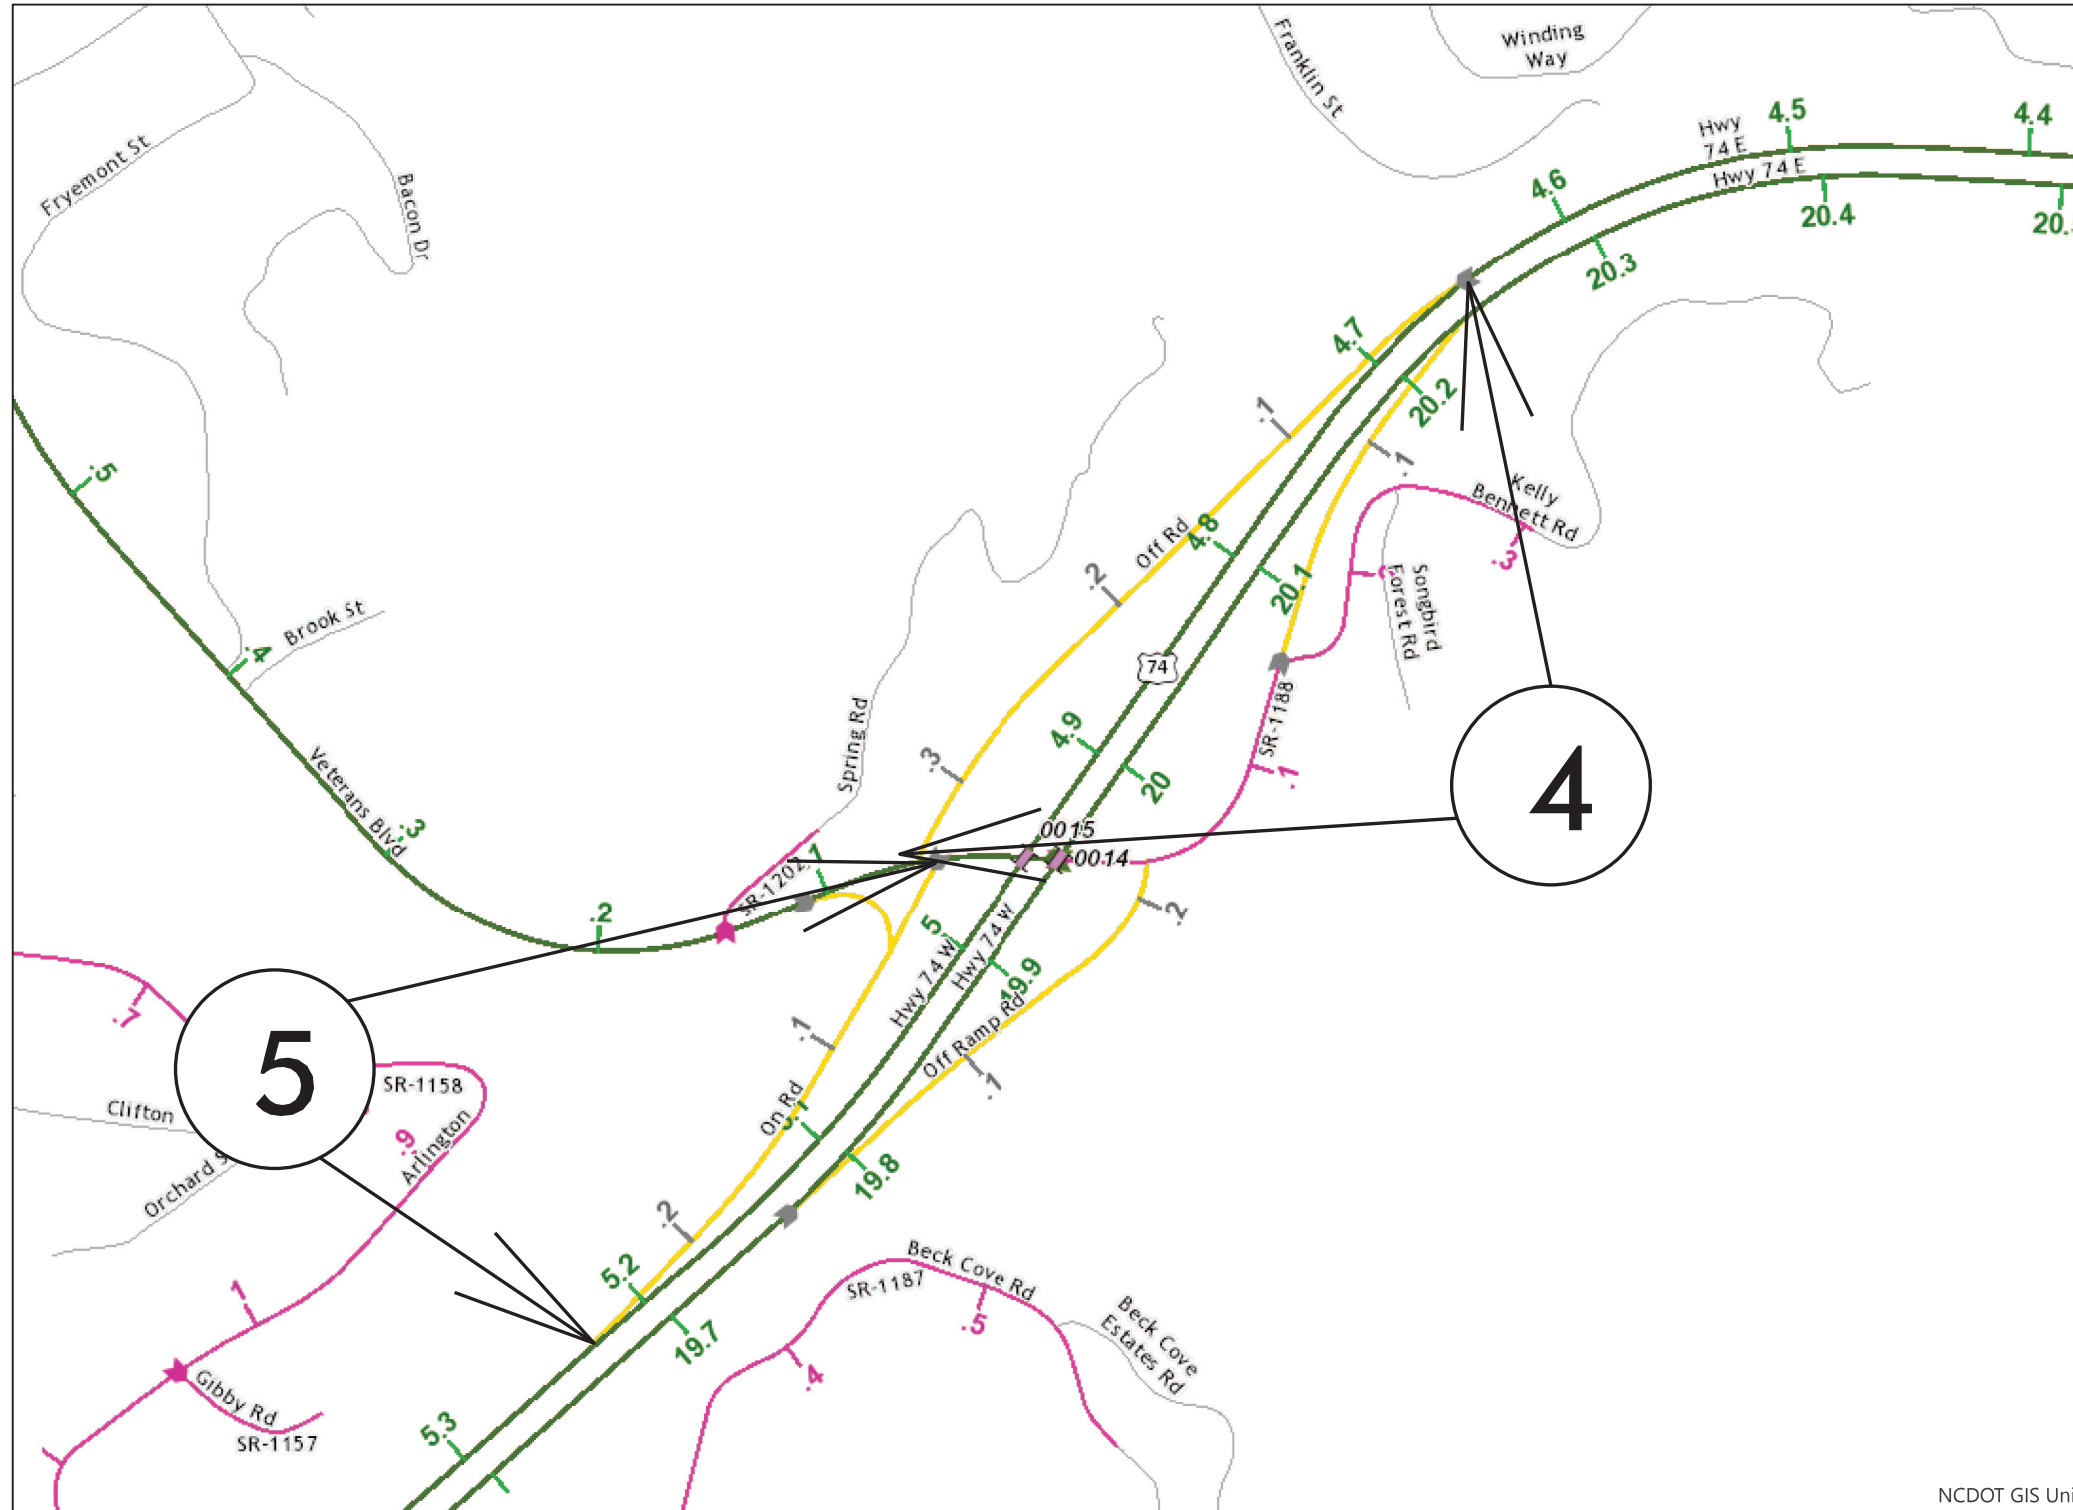 Winding
Way
Franklin St
4.5
4.4
Hwy
74 E
Hwy 74 E
Fryemont St
Bacon Dr
4.6
20.4
20.3
4.7
20.2
.1
.1
.5
Kelly
Bennett Rd
.3
Off Rd
4.8
.2
20.1
Songbird
Forest Rd
Brook St
.4
74
SR-1188
Spring Rd
4.9
.3
20
.1
4
Veterans Blvd
.3
0015
0014
SR-1202
.1
.2
5
.2
Hwy 74 W
Hwy 74 W
19.9
.7
Off Ramp Rd
.1
.1
5
SR-1158
Clifton
On Rd
.9
Arlington
Orchard
19.8
.2
5.2
Beck Cove Rd
SR-1187
.5
1
19.7
Beck Cove
Estates Rd
.4
Gibby Rd
SR-1157
5.3
NCDOT GIS Uni